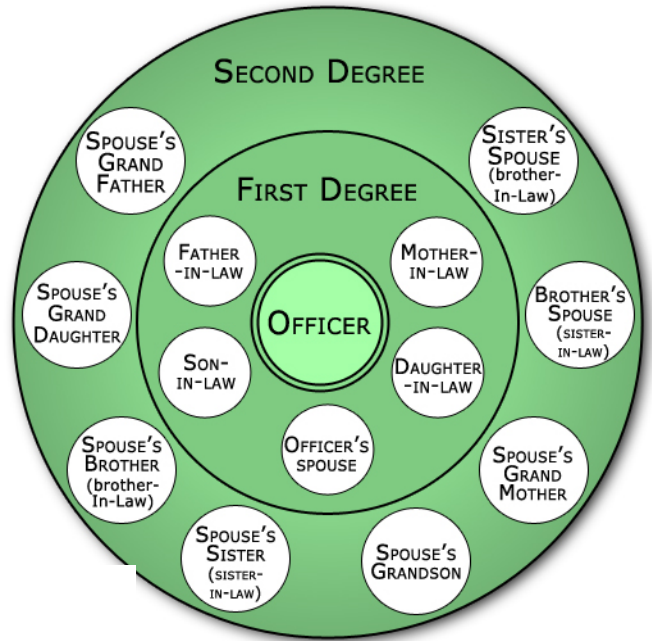 SECOND DEGREE
SPOUSE'S
GRAND
FATHER
SISTER'S
SPOUSE
(brother-
In-Law)
FIRST DEGREE
FATHER
-IN-LAW
MOTHER-
IN-LAW
SPOUSE'S
GRAND
DAUGHTER
OFFICER
BROTHER'S
SPOUSE
(SISTER-
IN-LAW)
SON-
IN-LAW
DAUGHTER
-IN-LAW
OFFICER'S
SPOUSE
SPOUSE'S
BROTHER
(brother-
In-Law)
SPOUSE'S
GRAND
MOTHER
SPOUSE'S
SISTER
(SISTER-
IN-LAW)
SPOUSE'S
GRANDSON